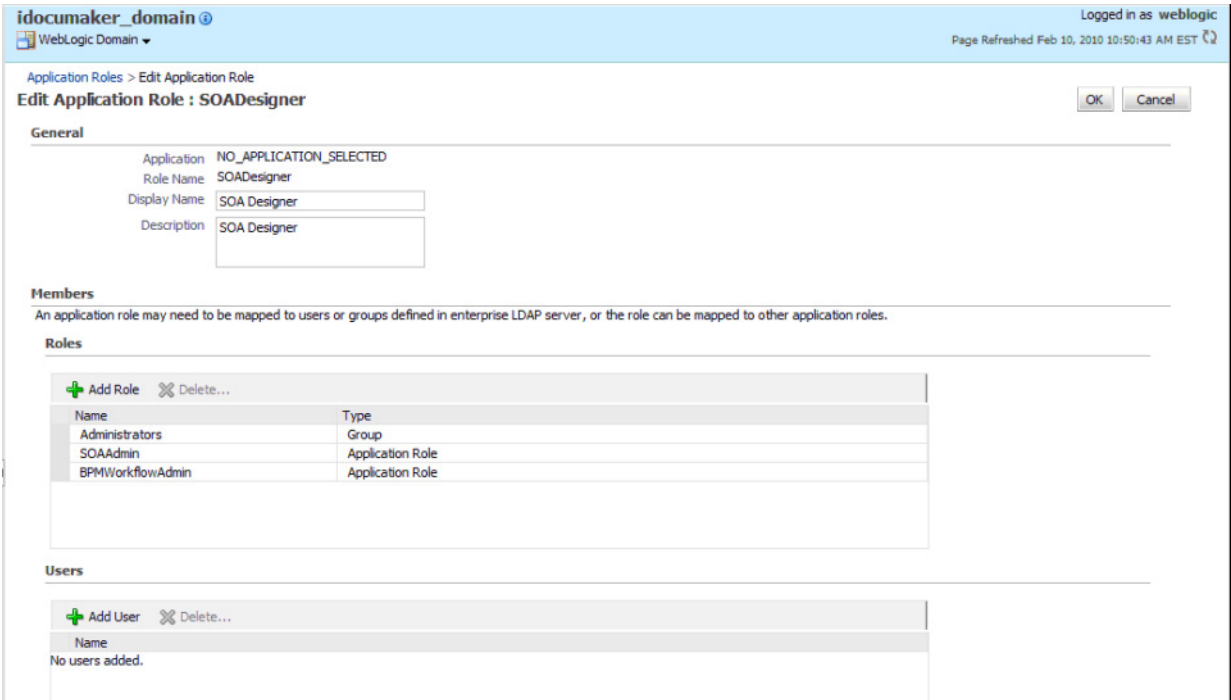 idocumaker_domain
Logged in as weblogic
WebLogic Domain
Page Refreshed Feb 10, 2010 10:50:43 AM EST
Application Roles > Edit Application Role
Edit Application Role : SOADesigner
OK Cancel
General
Application NO_APPLICATION_SELECTED
Role Name SOADesigner
Display Name SOA Designer
Description SOA Designer
Members
An application role may need to be mapped to users or groups defined in enterprise LDAP server, or the role can be mapped to other application roles.
Roles
Add Role Delete...
Name Type
Administrators Group
SOAAdmin Application Role
BPMWorkflowAdmin Application Role
Users
Add User Delete...
Name
No users added.